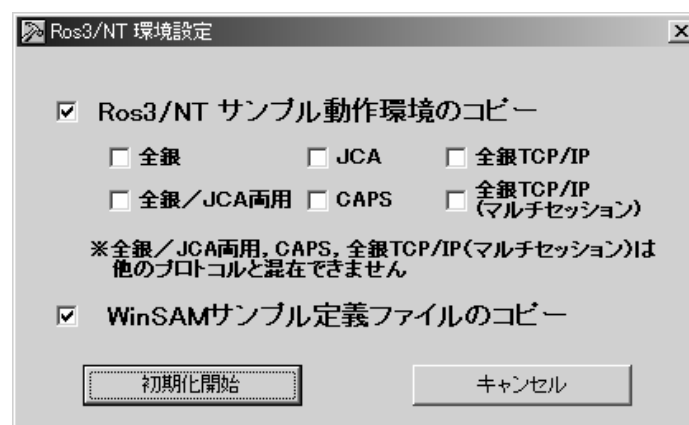 Ros3/NT 環境設定
Ros3/NT サンプル動作環境のコピー
全銀 JCA 全銀TCP/IP
全銀／JCA両用 CAPS 全銀TCP/IP
(マルチセッション)
※全銀／JCA両用,CAPS,全銀TCP/IP(マルチセッション)は
他のプロトコルと混在できません
WinSAMサンプル定義ファイルのコピー
初期化開始 キャンセル